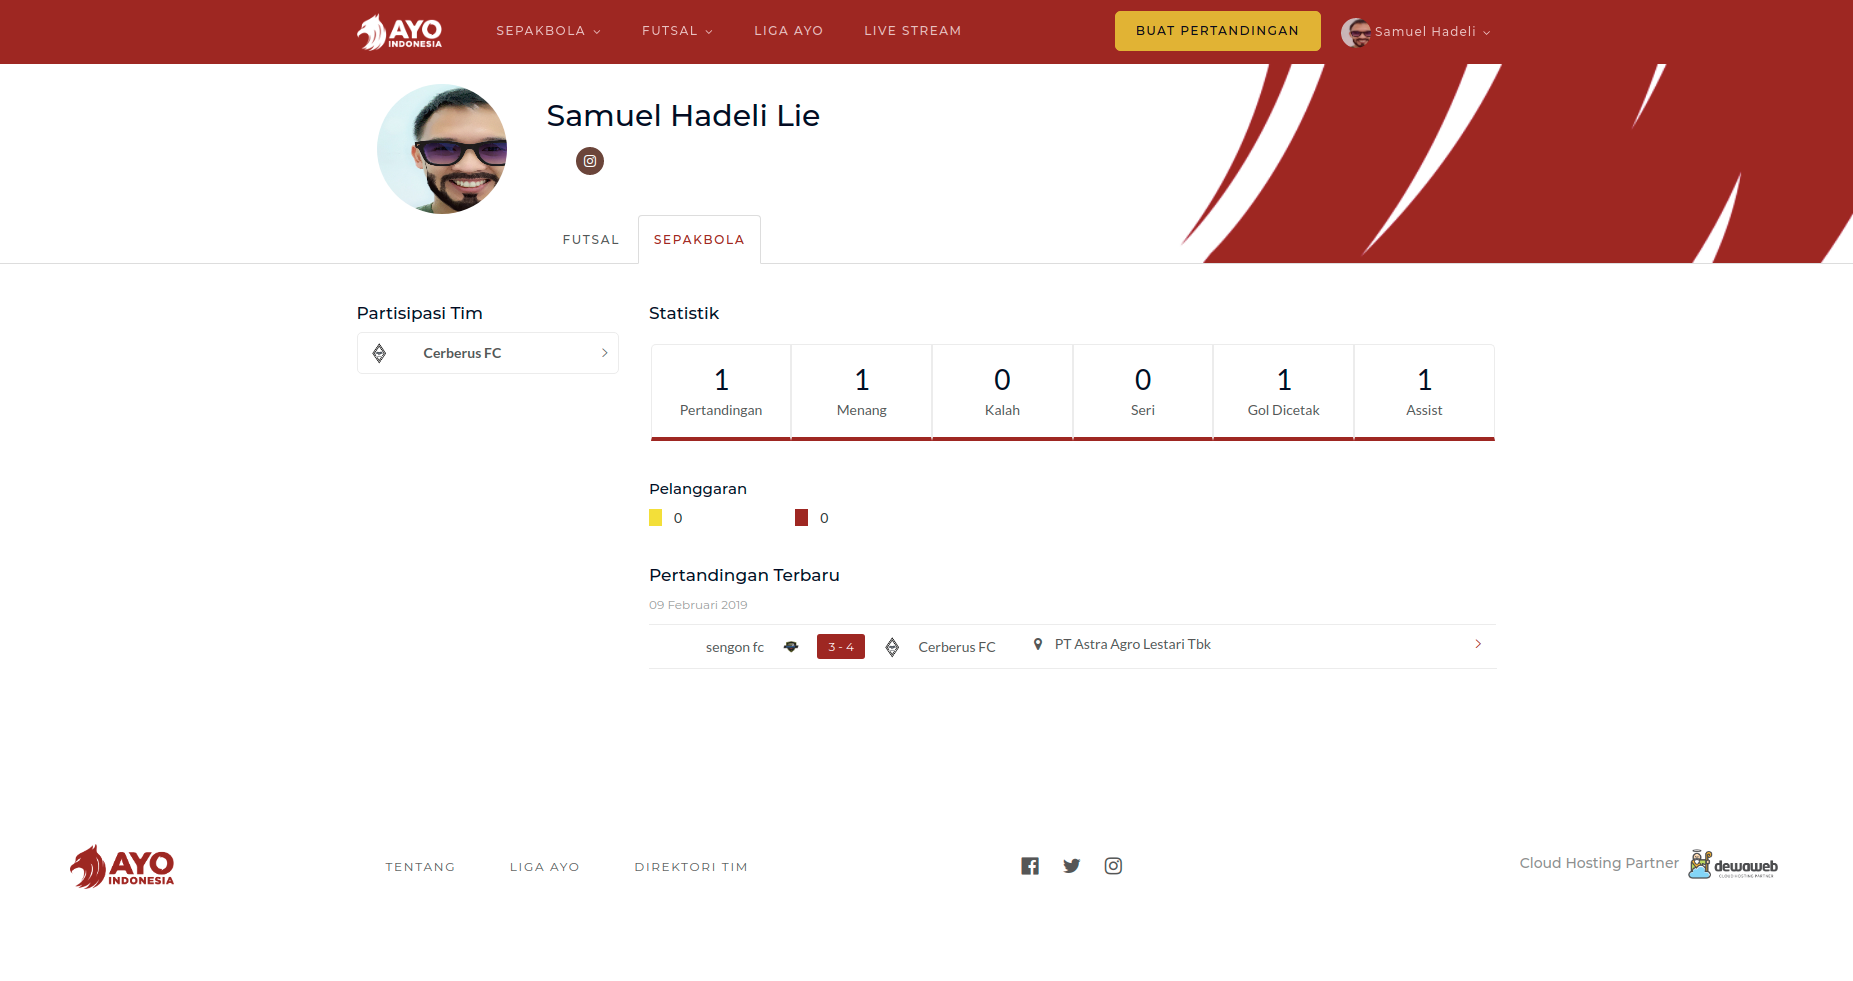 AYO
INDONESIA
SEPAKBOLA
FUTSAL
LIGA AYO
LIVE STREAM
BUAT PERTANDINGAN
Samuel Hadeli
Samuel Hadeli Lie
FUTSAL
SEPAKBOLA
Partisipasi Tim
Cerberus FC
Statistik
1
Pertandingan
1
Menang
0
Kalah
0
Seri
1
Gol Dicetak
1
Assist
Pelanggaran
0
0
Pertandingan Terbaru
09 Februari 2019
sengon fc 3 - 4 Cerberus FC PT Astra Agro Lestari Tbk
AYO
INDONESIA
TENTANG
LIGA AYO
DIREKTORI TIM
Cloud Hosting Partner
dewaweb
CLOUD HOSTING PARTNER